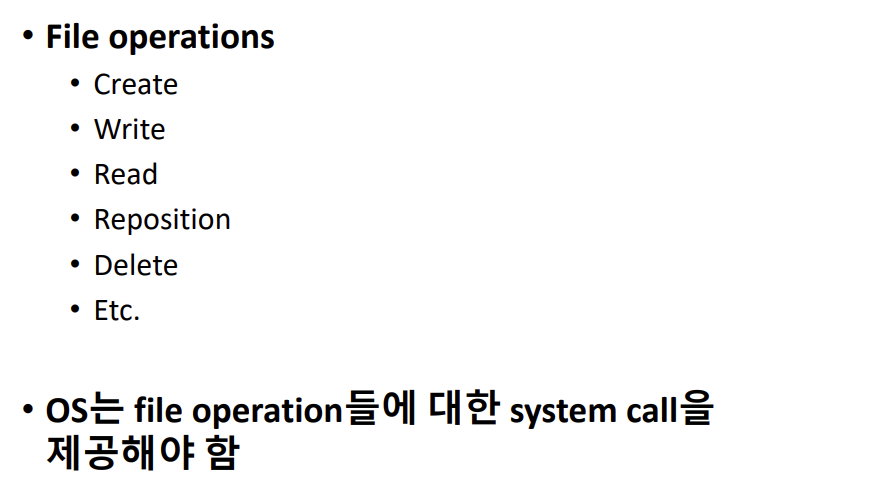 • File operations
• Create
• Write
• Read
• Reposition
• Delete
• Etc.
• OS는 file operation들에 대한 system call을
제공해야 함